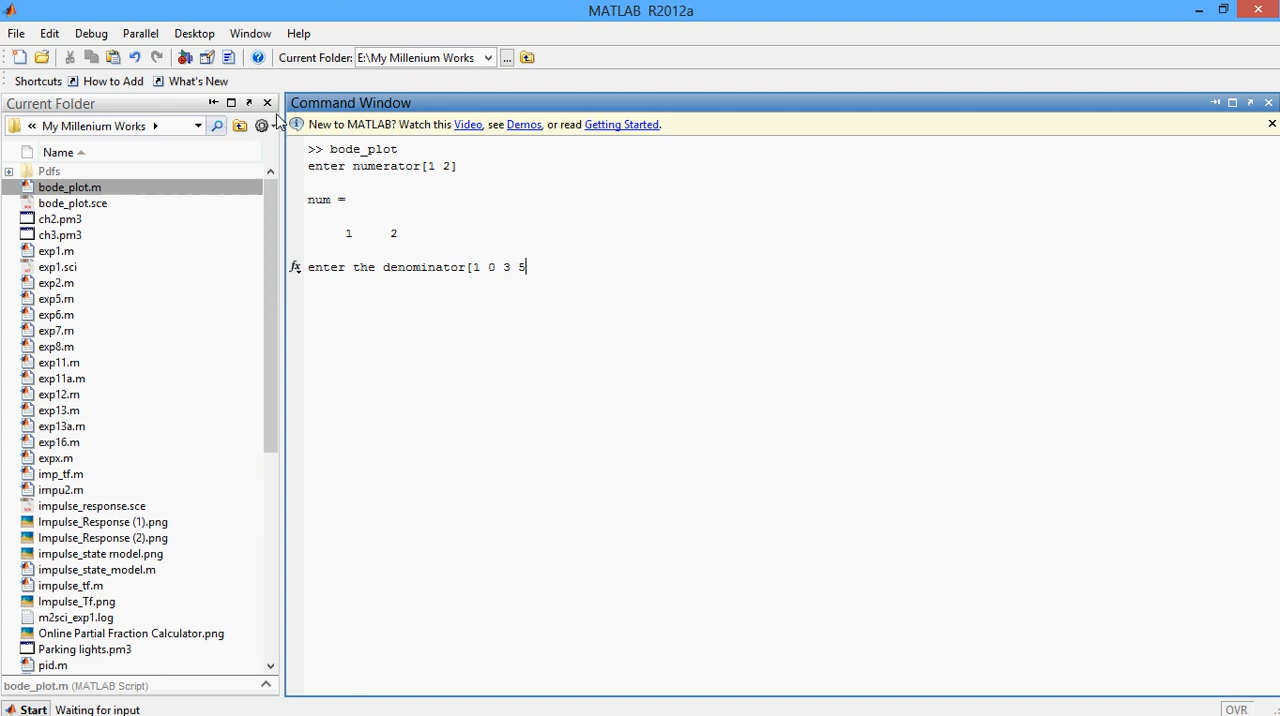 MATLAB R2012a
File Edit Debug Parallel Desktop Window Help
Current Folder: E:\My Millenium Works ...
Shortcuts How to Add What's New
Current Folder
« My Millenium Works
Name
Pdfs
bode_plot.m
bode_plot.sce
ch2.pm3
ch3.pm3
exp1.m
exp1.sci
exp2.m
exp5.m
exp6.m
exp7.m
exp8.m
exp11.m
exp11a.m
exp12.m
exp13.m
exp13a.m
exp16.m
expx.m
imp_tf.m
impu2.m
impulse_response.sce
Impulse_Response (1).png
Impulse_Response (2).png
impulse_state model.png
impulse_state_model.m
impulse_tf.m
Impulse_Tf.png
m2sci_exp1.log
Online Partial Fraction Calculator.png
Parking lights.pm3
pid.m
bode_plot.m (MATLAB Script)
Command Window
New to MATLAB? Watch this Video, see Demos, or read Getting Started.
>> bode_plot
enter numerator[1 2]
num =
1 2
fx enter the denominator[1 0 3 5
Start Waiting for input
OVR